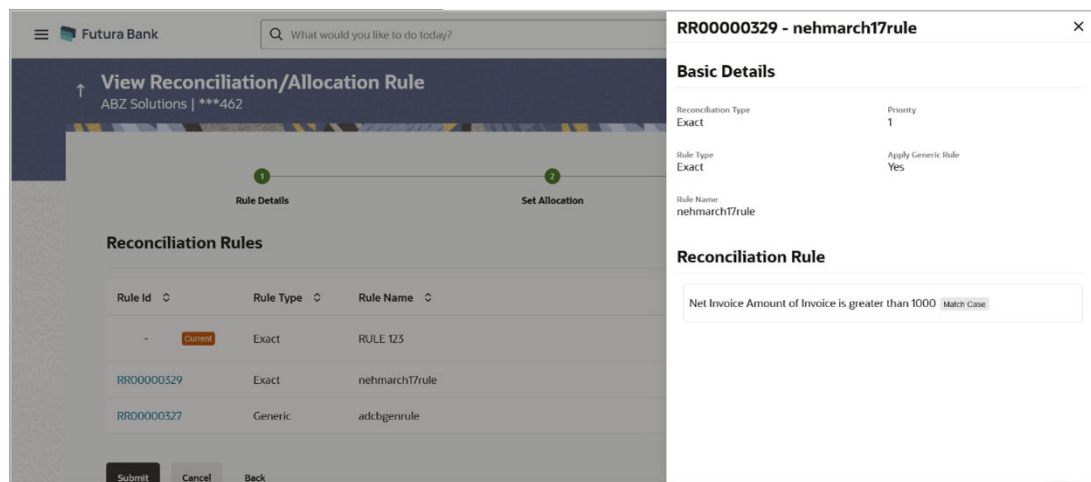 Futura Bank
What would you like to do today?
View Reconciliation/Allocation Rule
ABZ Solutions | ***462
1
2
Rule Details
Set Allocation
Reconciliation Rules
Rule Id
Rule Type
Rule Name
-
Current
Exact
RULE 123
RR00000329
Exact
nehmarch17rule
RR00000327
Generic
adcbgenrule
Submit
Cancel
Back
RR00000329 - nehmarch17rule
Basic Details
Reconciliation Type
Priority
Exact
1
Rule Type
Apply Generic Rule
Exact
Yes
Rule Name
nehmarch17rule
Reconciliation Rule
Net Invoice Amount of Invoice is greater than 1000 Match Case